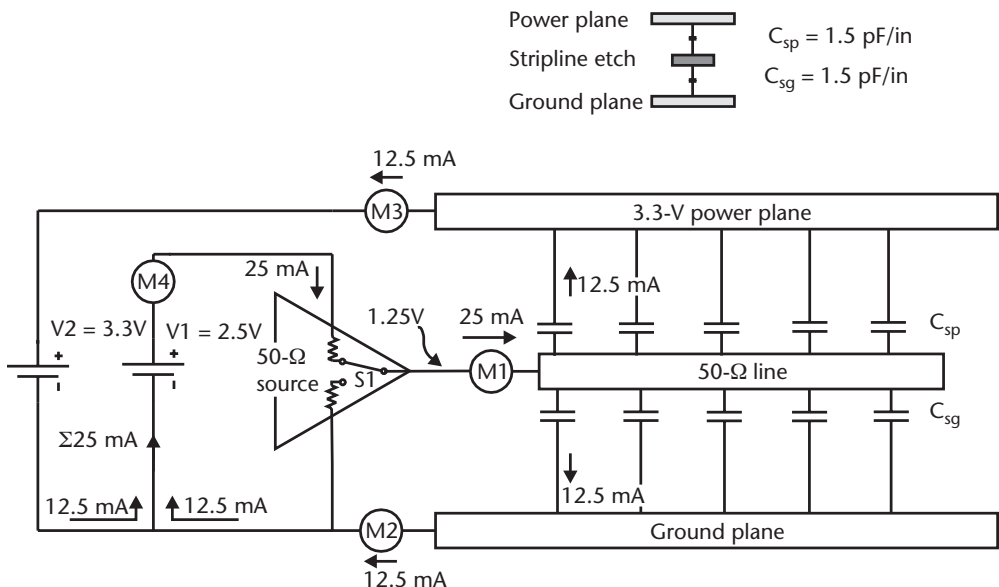 Power plane
C_sp = 1.5 pF/in
Stripline etch
C_sg = 1.5 pF/in
Ground plane
12.5 mA
M3
3.3-V power plane
25 mA
12.5 mA
M4
1.25V
25 mA
V2 = 3.3V
V1 = 2.5V
C_sp
+
+
50-Ω
source
S1
M1
50-Ω line
-
-
C_sg
Σ25 mA
12.5 mA
12.5 mA
12.5 mA
M2
Ground plane
12.5 mA